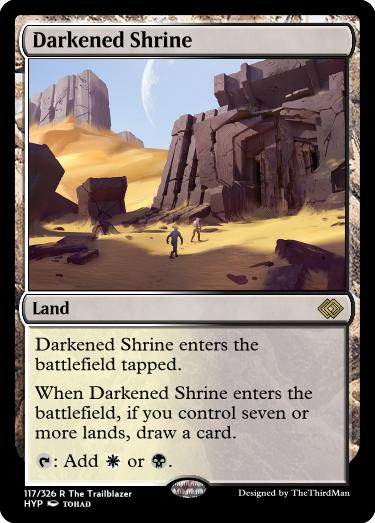 Darkened Shrine
Land
Darkened Shrine enters the
battlefield tapped.
When Darkened Shrine enters the
battlefield, if you control seven or
more lands, draw a card.
: Add or .
117/326 R The Trailblazer
HYP TOHAD
Designed by TheThirdMan